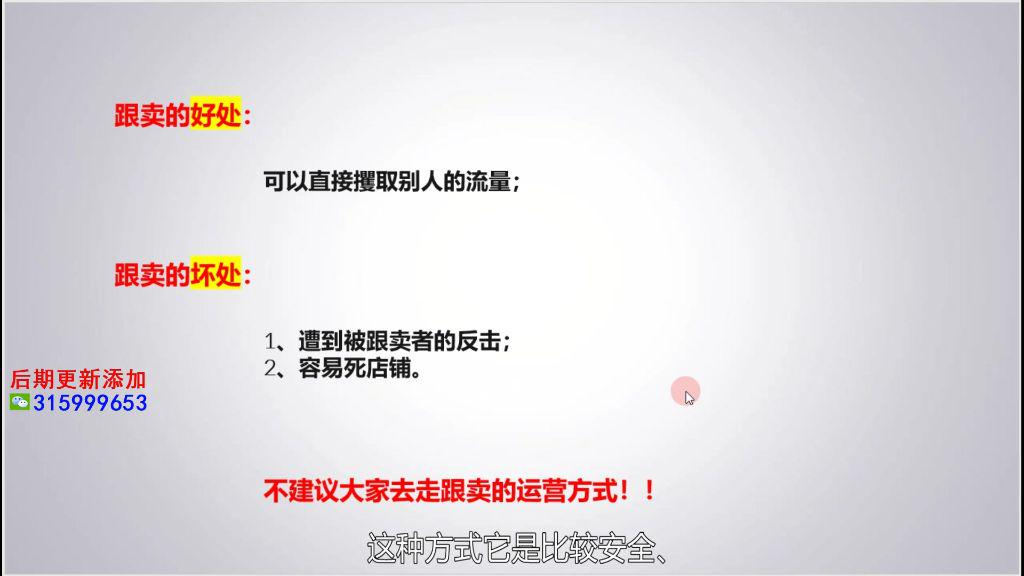 跟卖的好处：
可以直接攫取别人的流量；
跟卖的坏处：
1、遭到被跟卖者的反击；
2、容易死店铺。
后期更新添加
315999653
不建议大家去走跟卖的运营方式！！
这种方式它是比较安全、